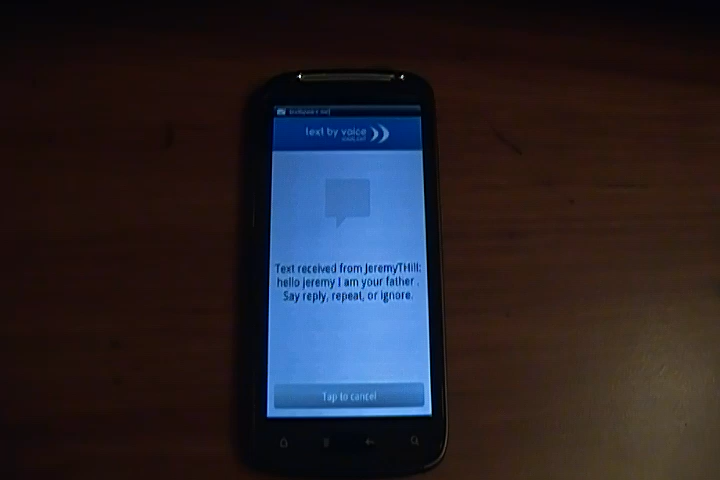 text by voice
Text received from JeremyTHill:
hello jeremy I am your father .
Say reply, repeat, or ignore.
Tap to cancel